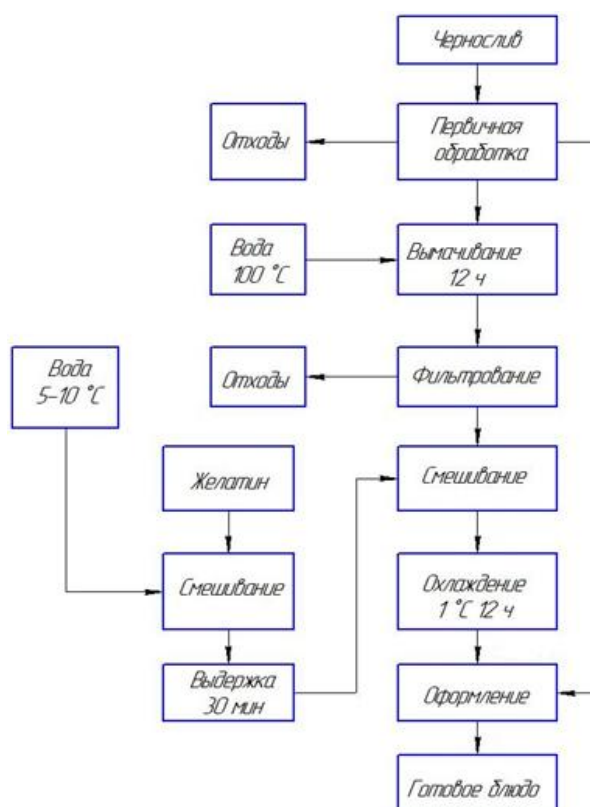 Чернослив
Отходы
Первичная
обработка
Вода
100 °С
Вымачивание
12 ч
Вода
5–10 °С
Отходы
Фильтрование
Желатин
Смешивание
Смешивание
Охлаждение
1 °С 12 ч
Выдержка
30 мин
Оформление
Готовое блюдо